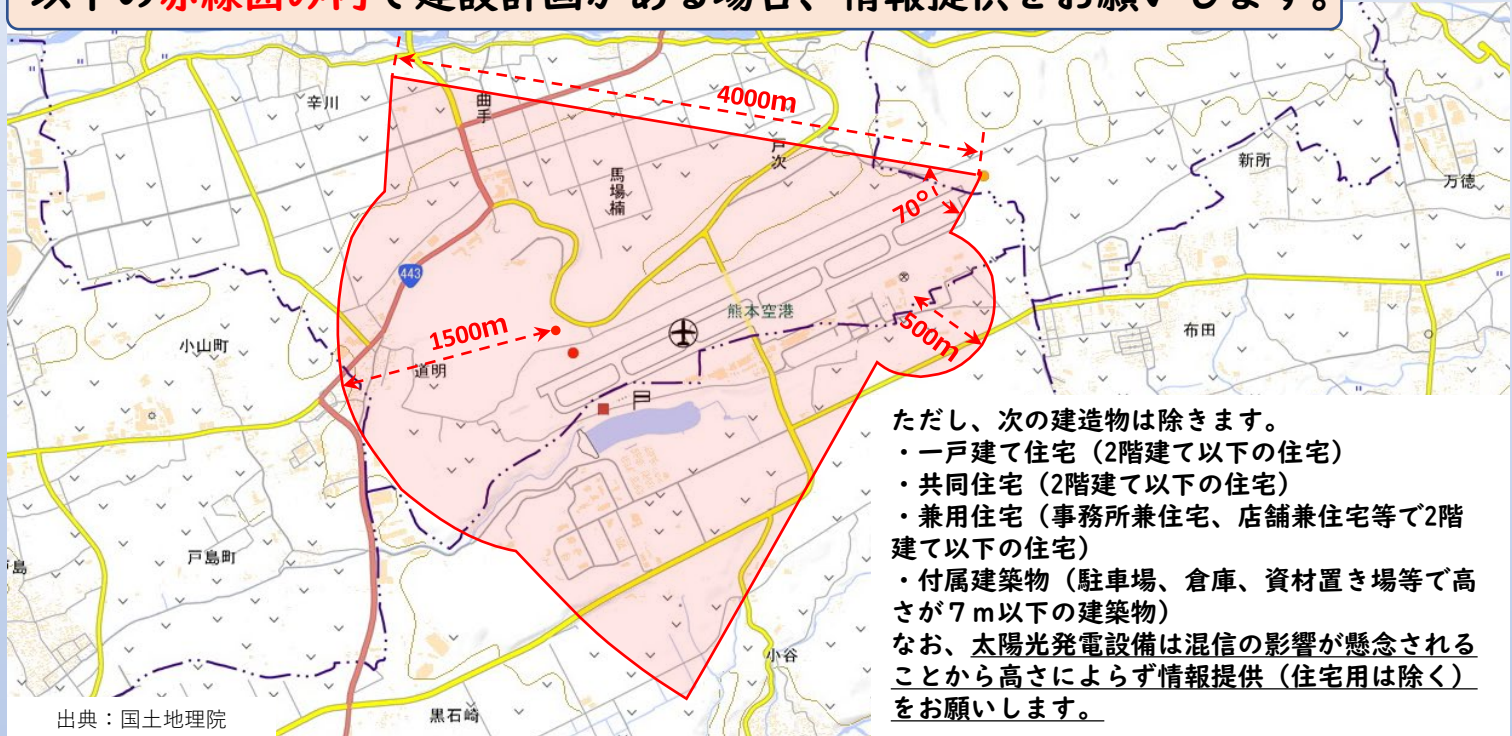 以下の赤線囲み内で建設計画がある場合、情報提供をお願いします。
辛川
曲手
4000m
戸次
馬場楠
新所
万徳
70°
443
熊本空港
1500m
500m
布田
小山町
道明
戸島町
島
小谷
黒石崎
ただし、次の建造物は除きます。
・一戸建て住宅（2階建て以下の住宅）
・共同住宅（2階建て以下の住宅）
・兼用住宅（事務所兼住宅、店舗兼住宅等で2階
建て以下の住宅）
・付属建築物（駐車場、倉庫、資材置き場等で高
さが７ｍ以下の建築物）
なお、太陽光発電設備は混信の影響が懸念される
ことから高さによらず情報提供（住宅用は除く）
をお願いします。
出典：国土地理院